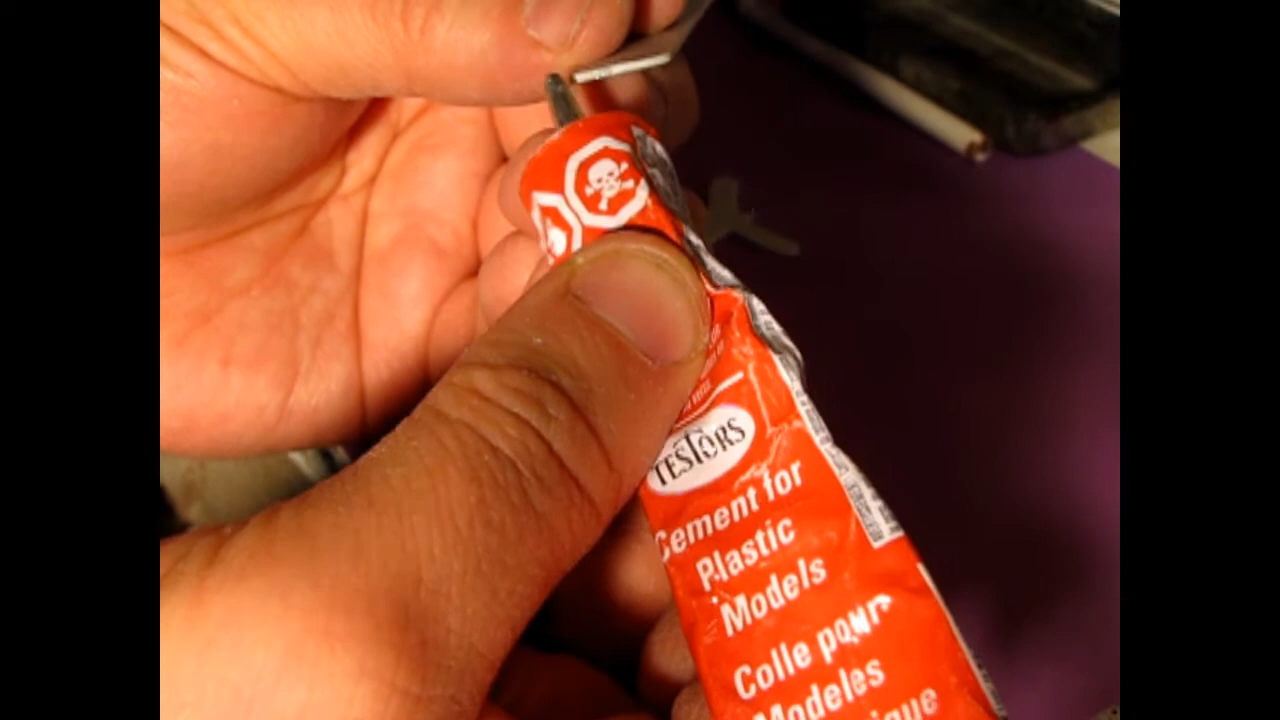 TESTORS
Cement for
Plastic
Models
Colle pour
Modeles